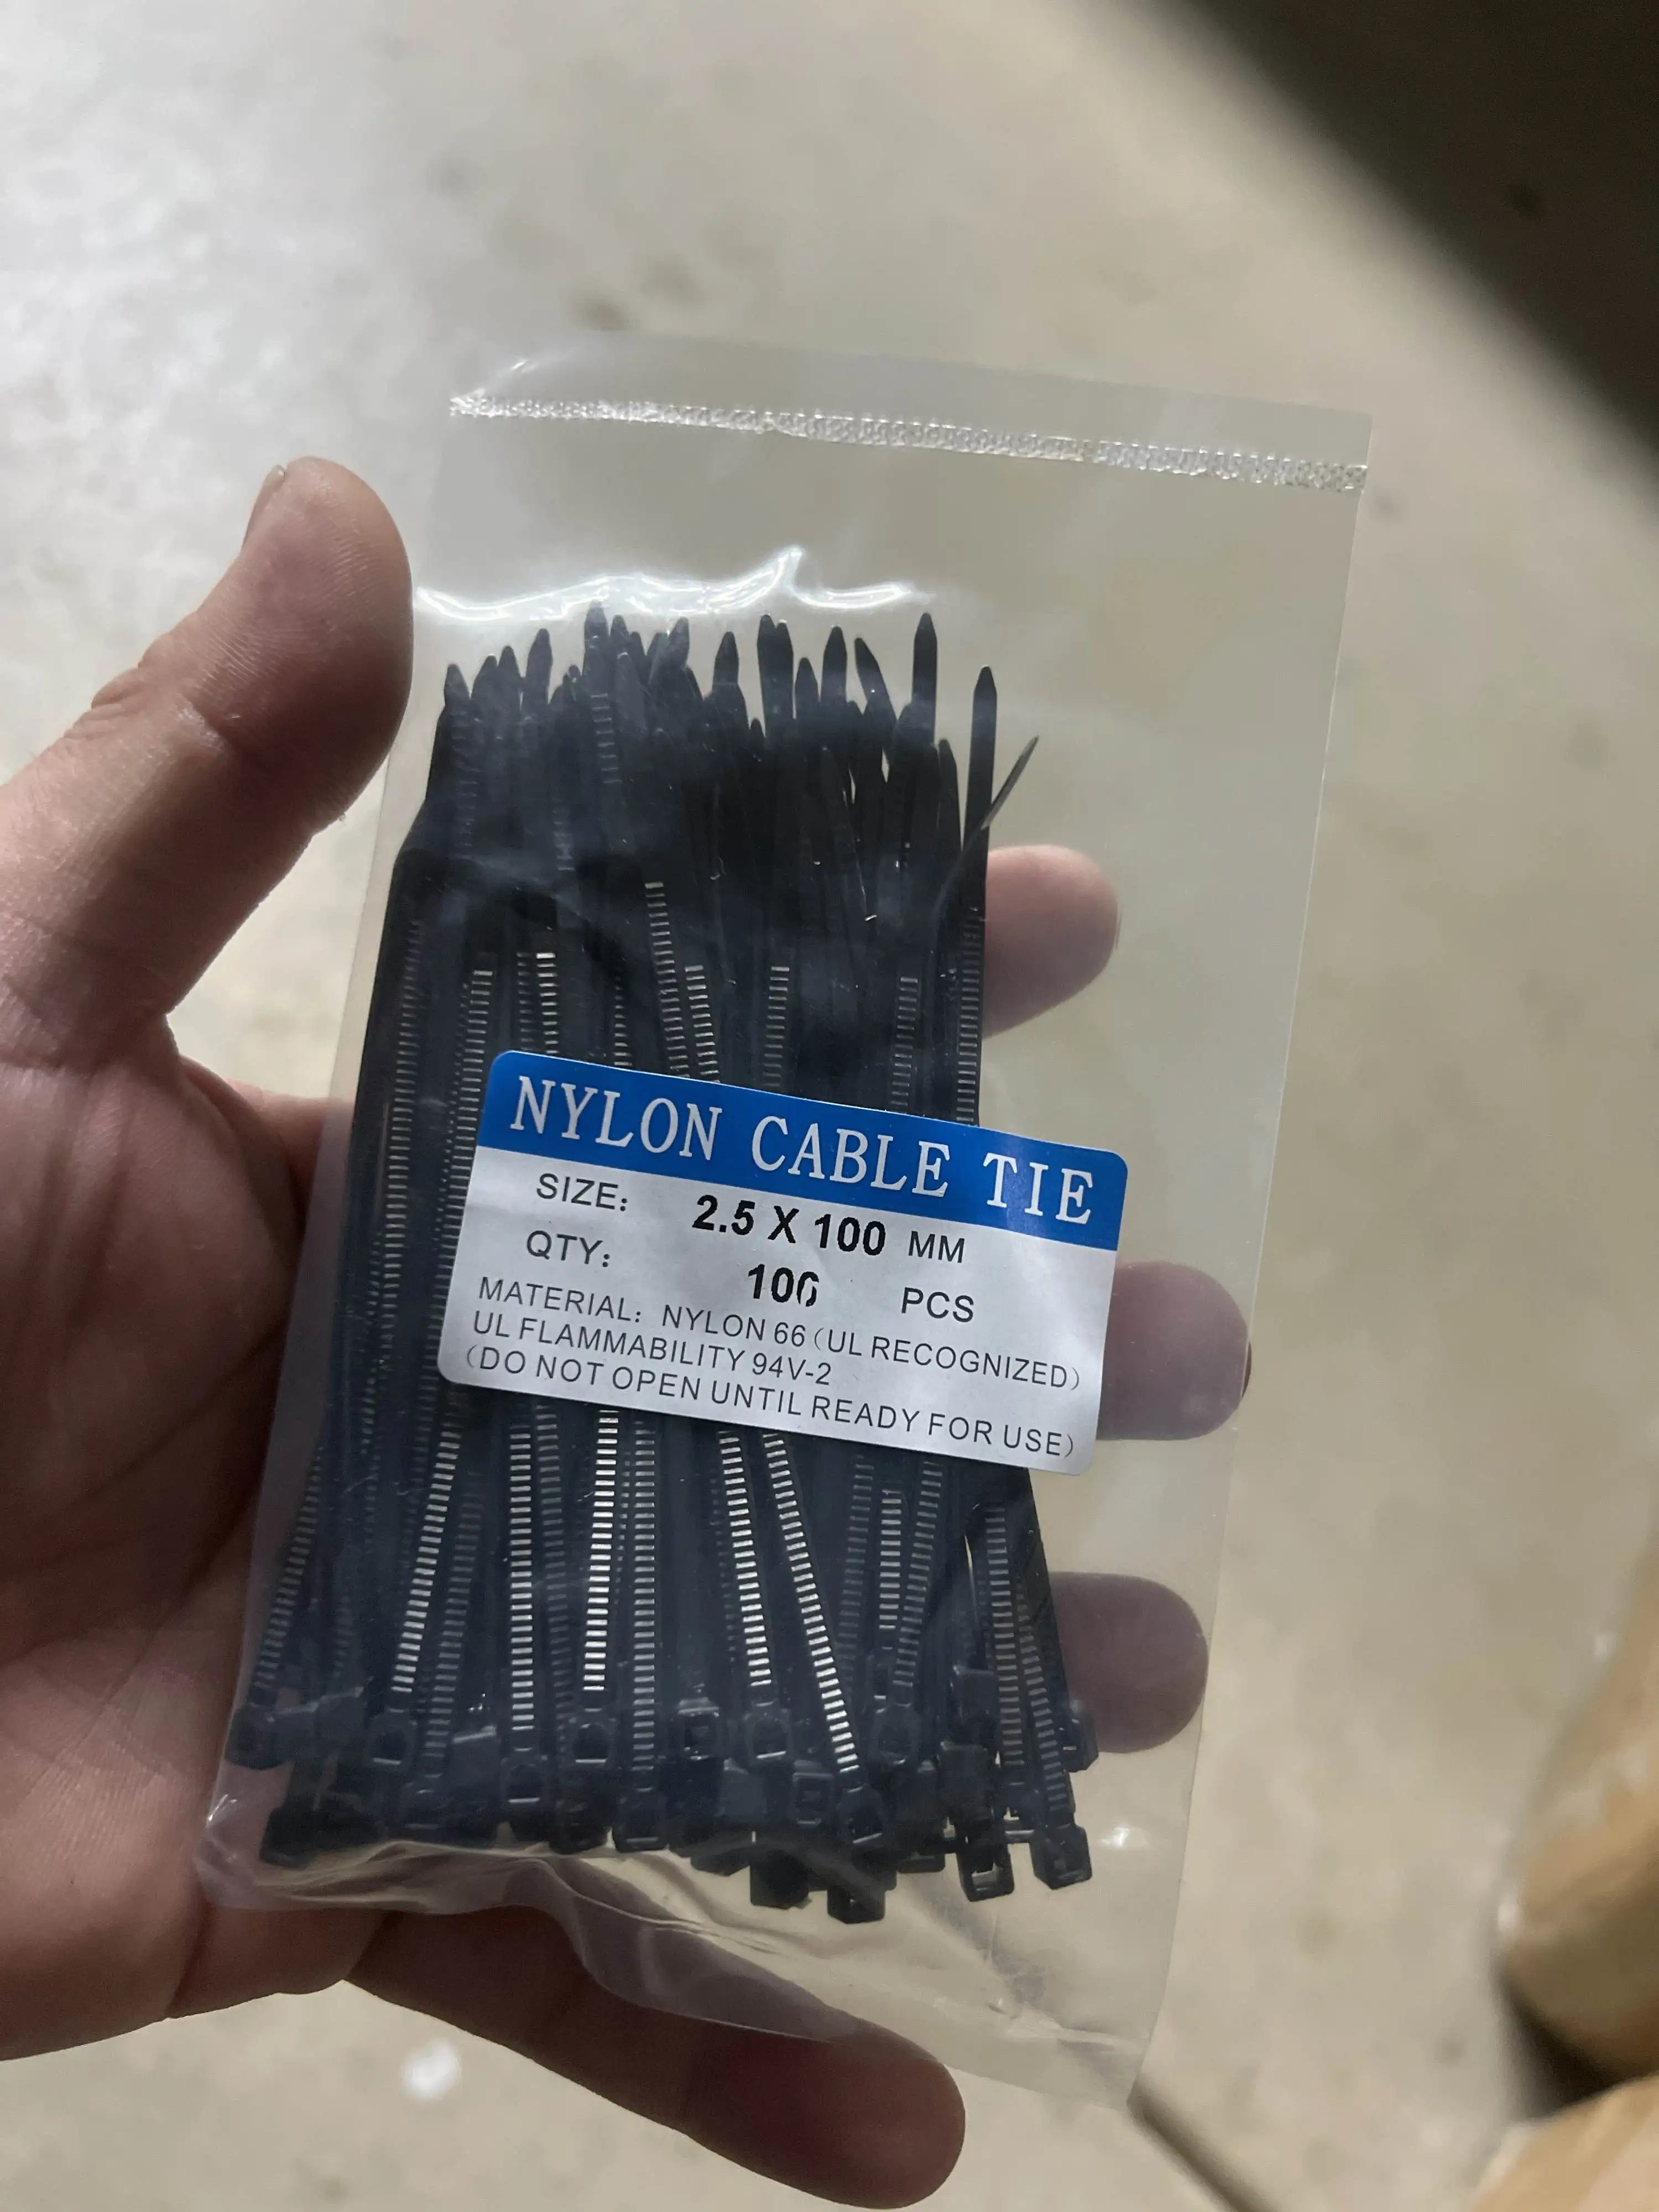 NYLON CABLE TIE
SIZE: 2.5 X 100 MM
QTY: 100 PCS
MATERIAL: NYLON 66 (UL RECOGNIZED)
UL FLAMMABILITY 94V-2
(DO NOT OPEN UNTIL READY FOR USE)